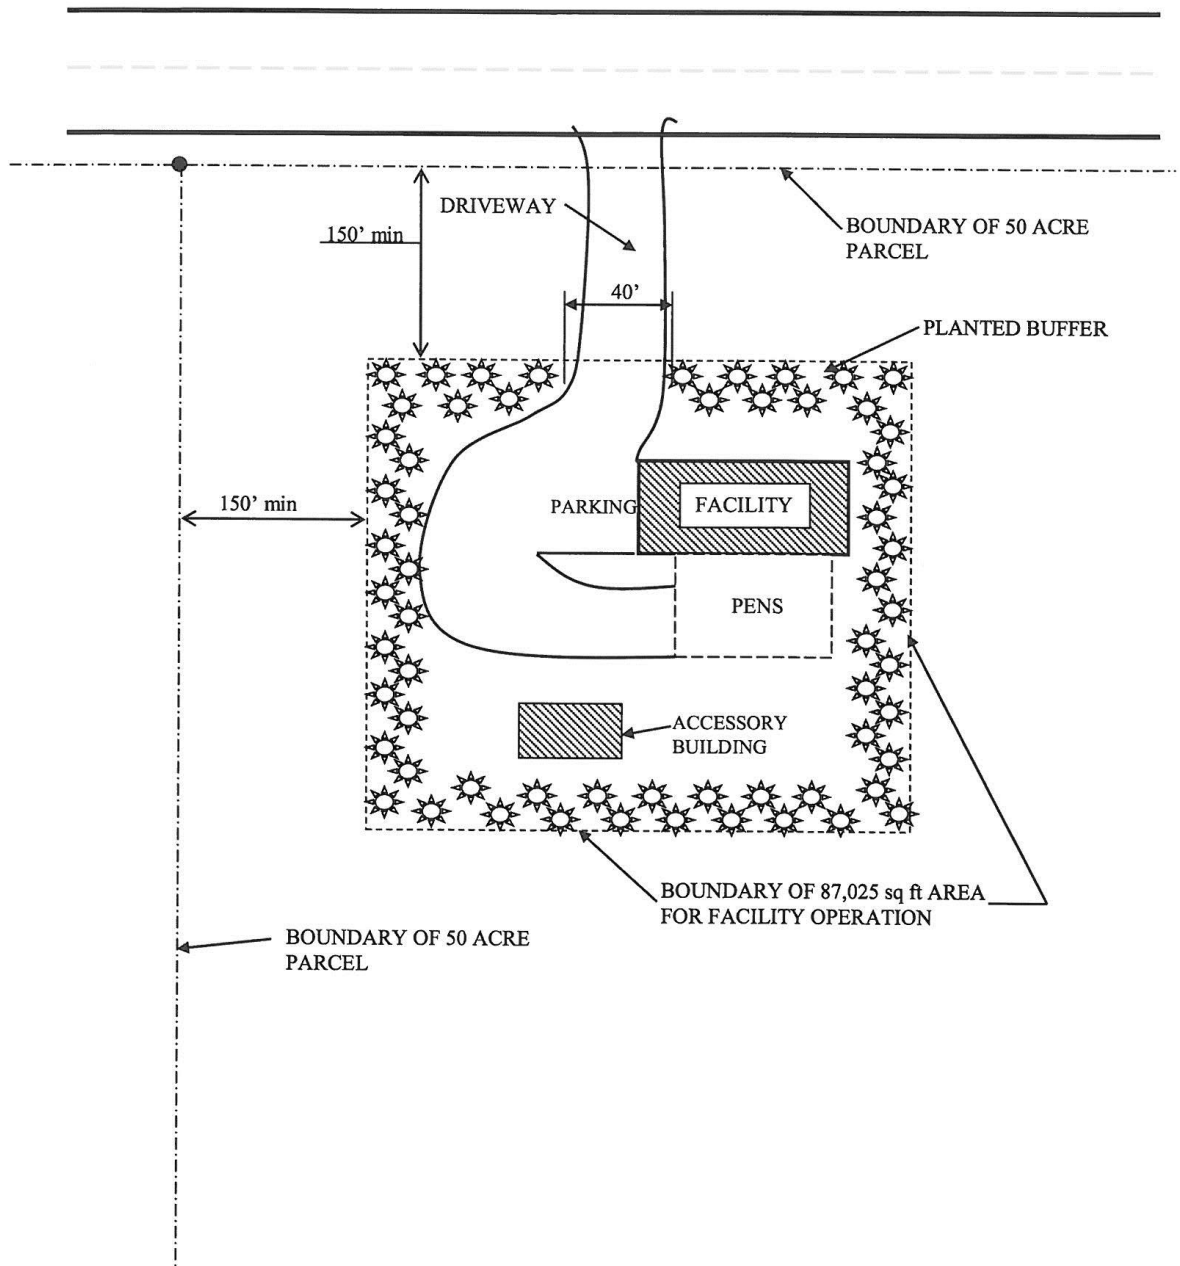 DRIVEWAY
BOUNDARY OF 50 ACRE
PARCEL
150’ min
40’
PLANTED BUFFER
150’ min
PARKING
FACILITY
PENS
ACCESSORY
BUILDING
BOUNDARY OF 87,025 sq ft AREA
FOR FACILITY OPERATION
BOUNDARY OF 50 ACRE
PARCEL